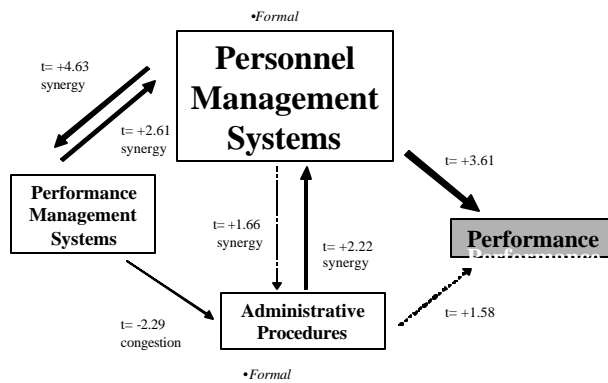 •Formal
Personnel
Management
Systems
t= +4.63
synergy
t= +2.61
synergy
t= +3.61
Performance
Management
Systems
t= +1.66
synergy
t= +2.22
synergy
Performance
Performance
Administrative
Procedures
t= -2.29
congestion
t= +1.58
•Formal